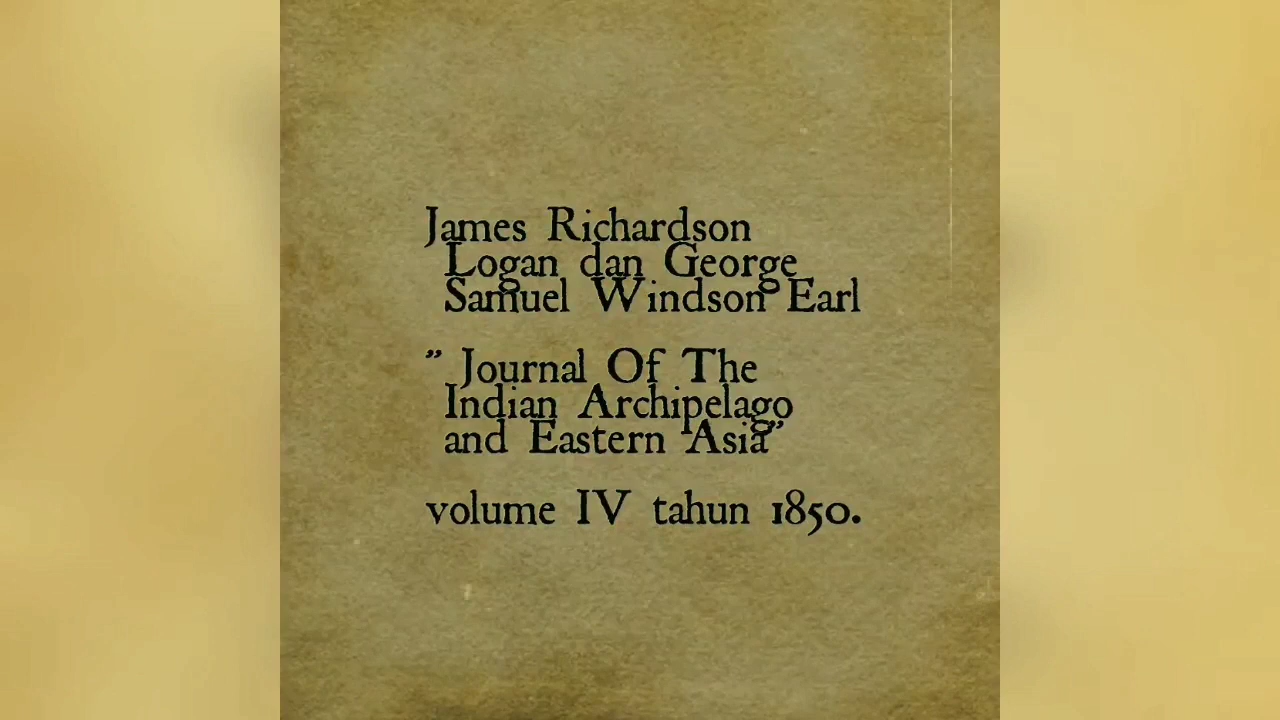 James Richardson
Logan dan George
Samuel Windson Earl
” Journal Of The
Indian Archipelago
and Eastern Asia”
volume IV tahun 1850.